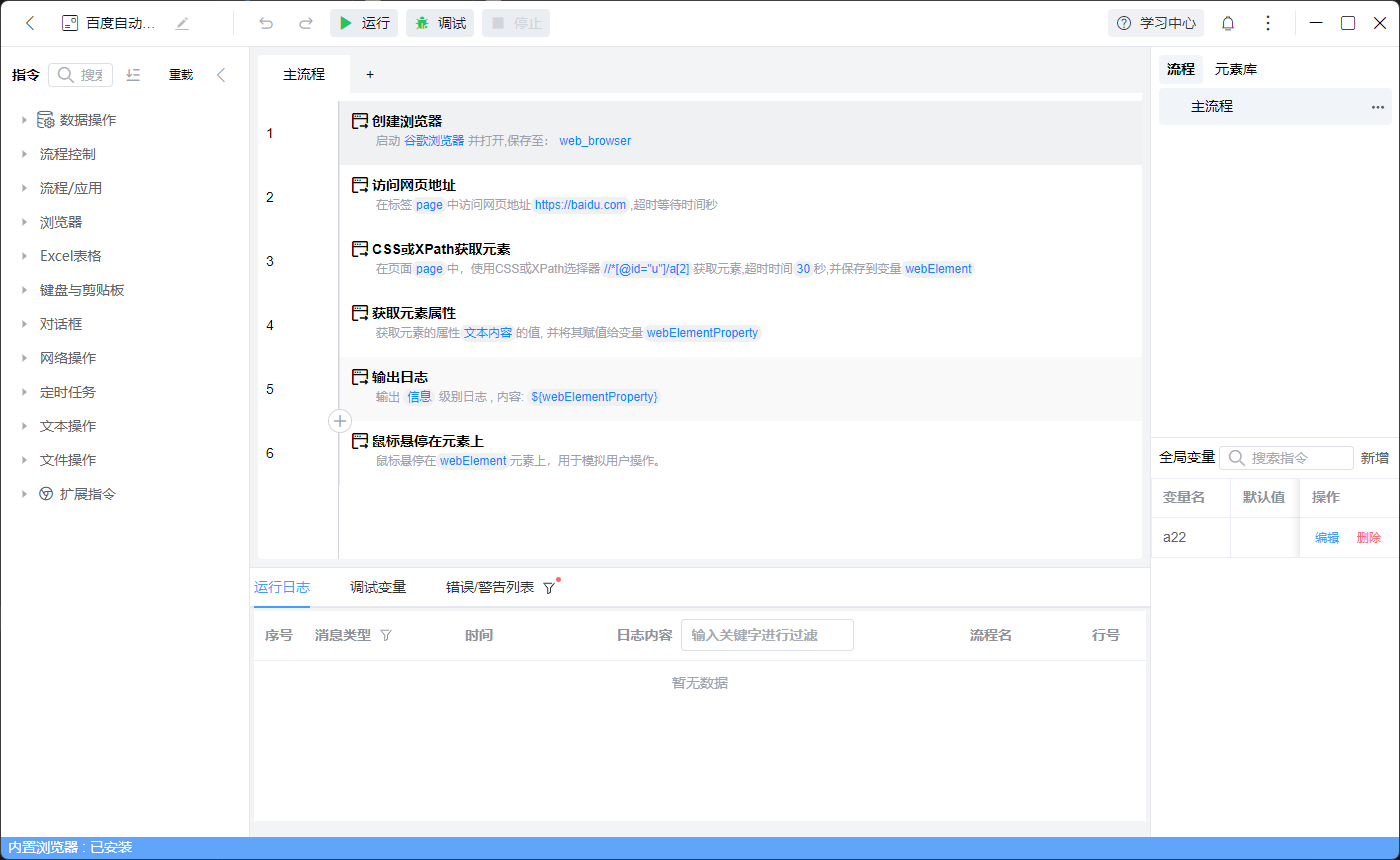 百度自动...
运行
调试
停止
学习中心
指令
搜索
重载
数据操作
流程控制
流程/应用
浏览器
Excel表格
键盘与剪贴板
对话框
网络操作
定时任务
文本操作
文件操作
扩展指令
主流程 +
1 创建浏览器
启动 谷歌浏览器 并打开,保存至： web_browser
2 访问网页地址
在标签 page 中访问网页地址 https://baidu.com ,超时等待时间秒
3 CSS或XPath获取元素
在页面 page 中，使用CSS或XPath选择器 //*[@id="u"]/a[2] 获取元素,超时时间 30 秒,并保存到变量 webElement
4 获取元素属性
获取元素的属性 文本内容 的值, 并将其赋值给变量 webElementProperty
5 输出日志
输出 信息 级别日志 , 内容: ${webElementProperty}
6 鼠标悬停在元素上
鼠标悬停在 webElement 元素上，用于模拟用户操作。
运行日志 调试变量 错误/警告列表
序号 消息类型 时间 日志内容 输入关键字进行过滤 流程名 行号
暂无数据
流程 元素库
主流程 ...
全局变量 搜索指令 新增
变量名 默认值 操作
a22 编辑 删除
内置浏览器 : 已安装